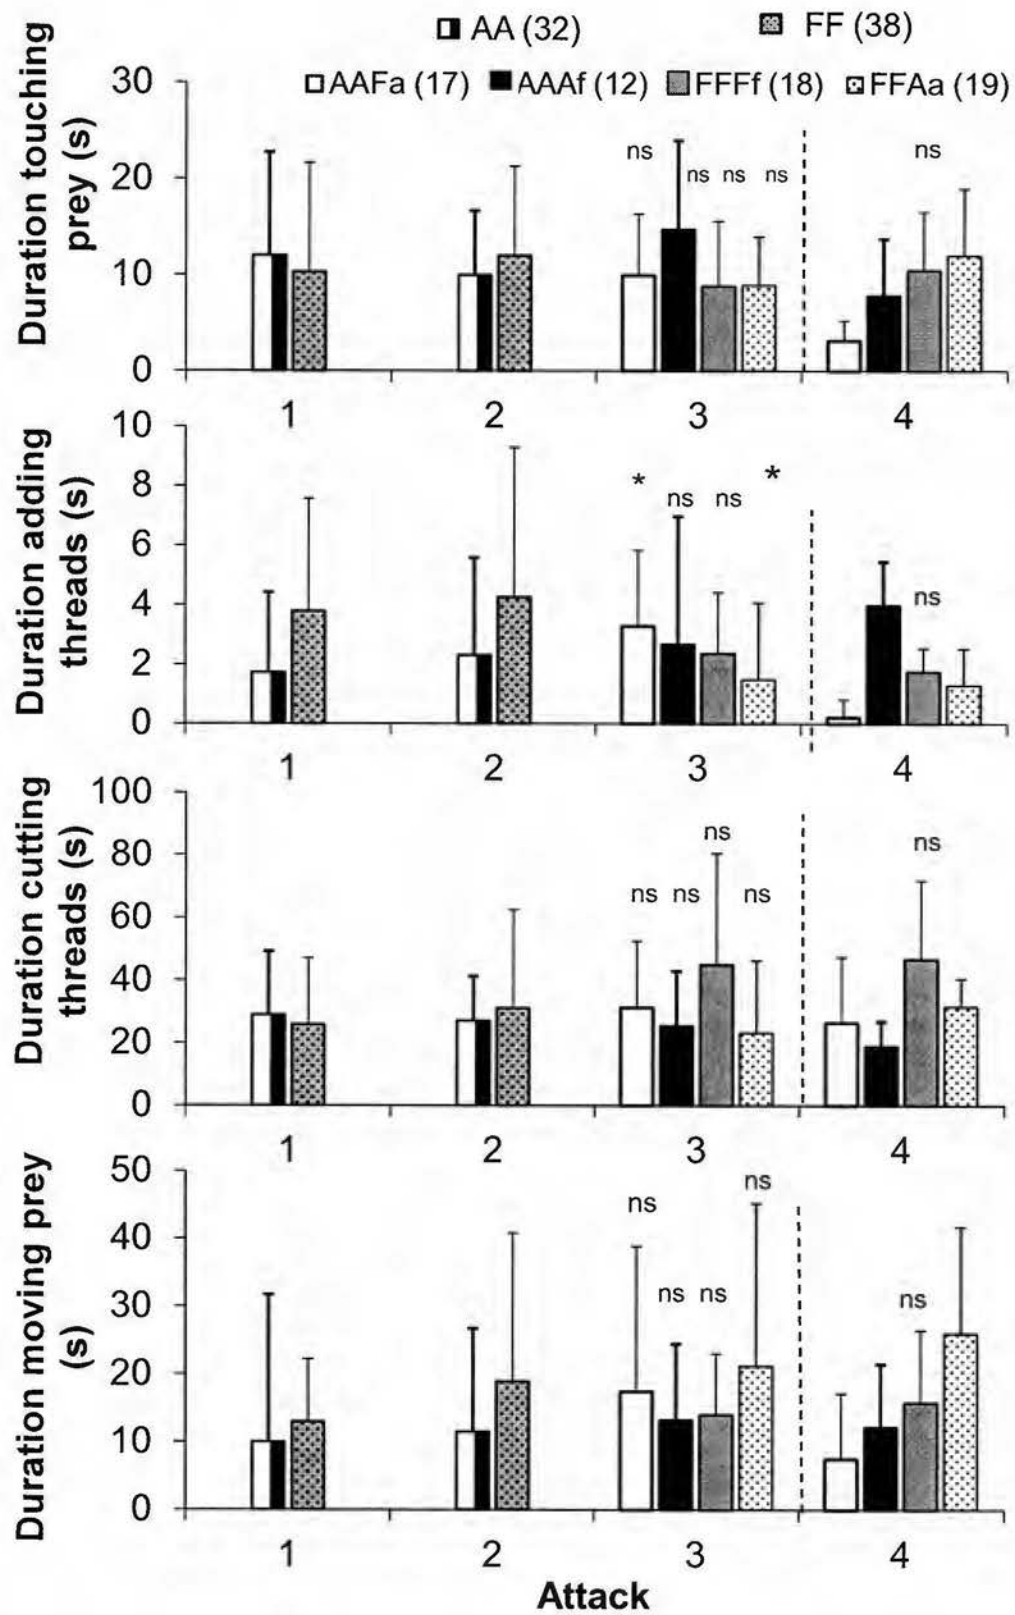 AA (32) FF (38)
AAFa (17) AAAf (12) FFFf (18) FFAa (19)
Duration touching
prey (s)
30
20
10
0
ns
ns ns ns
ns
1 2 3 4
Duration adding
threads (s)
10
8
6
4
2
0
* ns ns *
ns
1 2 3 4
Duration cutting
threads (s)
100
80
60
40
20
0
ns ns ns ns
ns
1 2 3 4
Duration moving prey
(s)
50
40
30
20
10
0
ns ns ns ns
ns
1 2 3 4
Attack